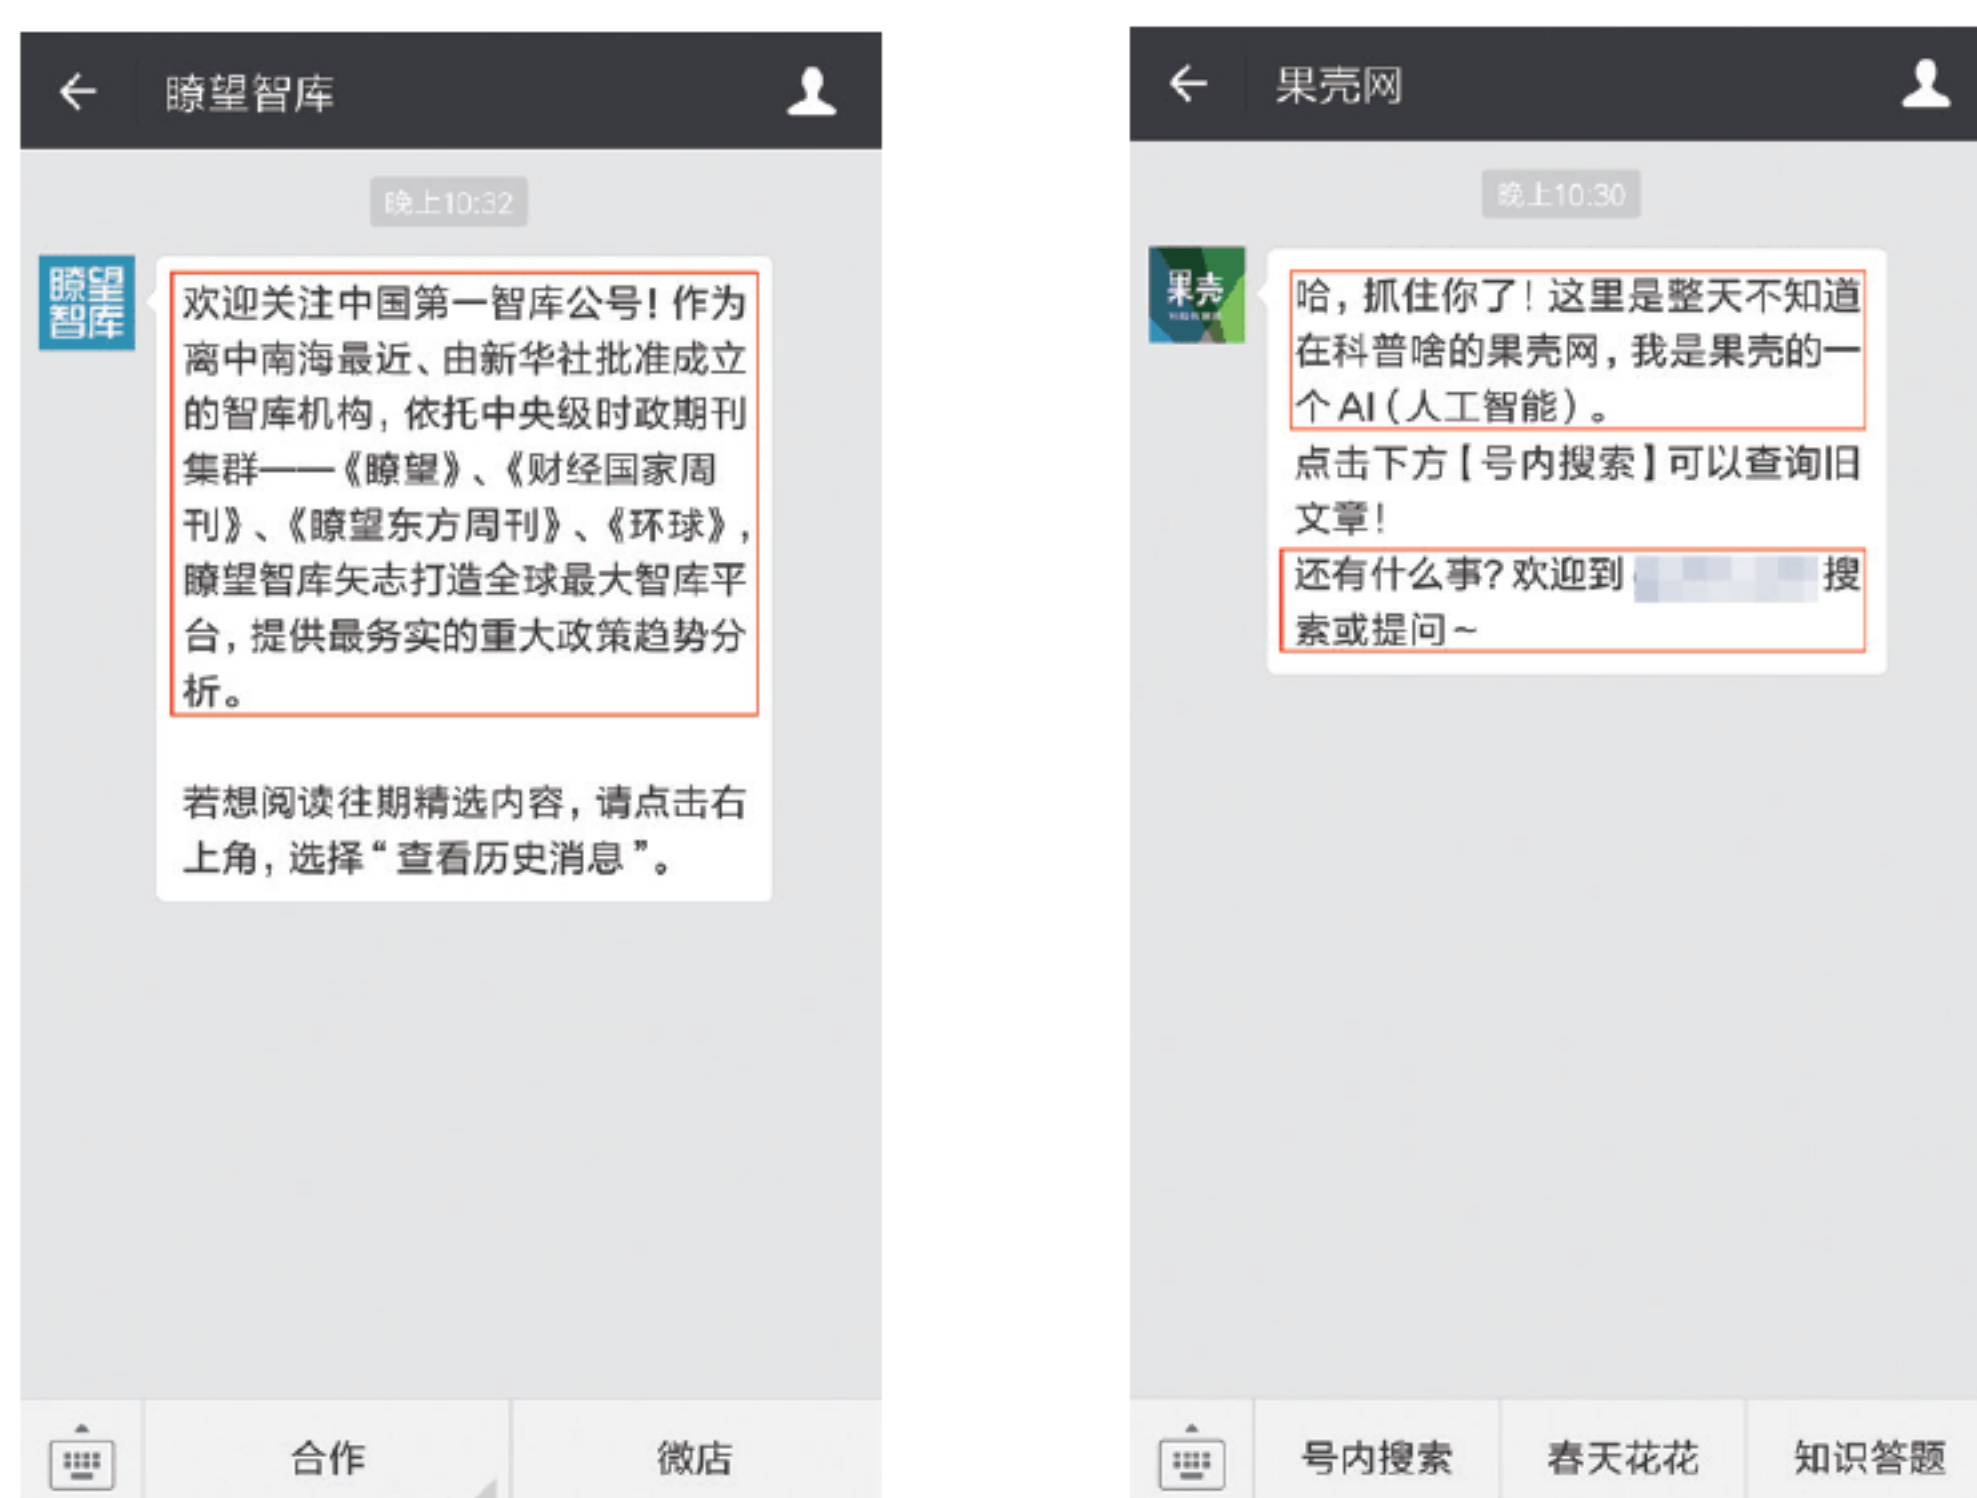 瞭望智库
晚上10:32
瞭望
智库
欢迎关注中国第一智库公号！作为
离中南海最近、由新华社批准成立
的智库机构，依托中央级时政期刊
集群——《瞭望》、《财经国家周
刊》、《瞭望东方周刊》、《环球》，
瞭望智库矢志打造全球最大智库平
台，提供最务实的重大政策趋势分
析。
若想阅读往期精选内容，请点击右
上角，选择“查看历史消息”。
合作
微店
果壳网
晚上10:30
果壳
哈，抓住你了！这里是整天不知道
在科普啥的果壳网，我是果壳的一
个AI（人工智能）。
点击下方【号内搜索】可以查询旧
文章！
还有什么事？欢迎到 搜
索或提问～
号内搜索
春天花花
知识答题